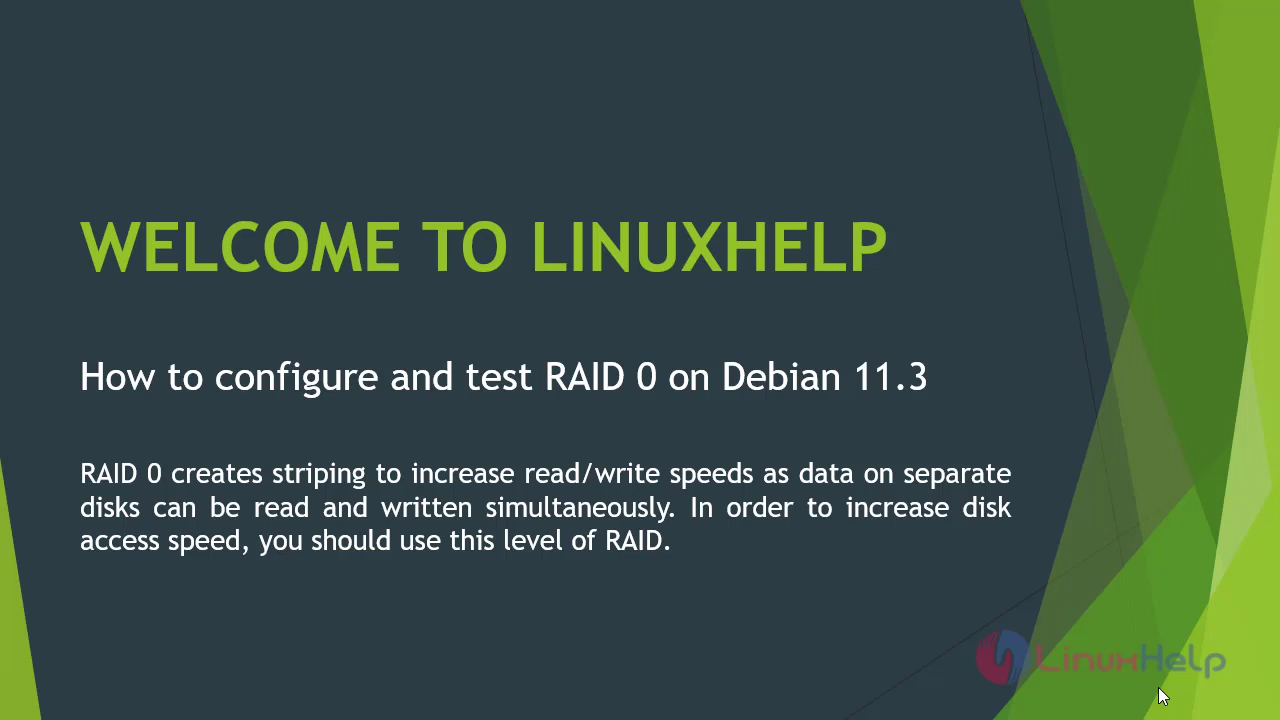 WELCOME TO LINUXHELP
How to configure and test RAID 0 on Debian 11.3
RAID 0 creates striping to increase read/write speeds as data on separate
disks can be read and written simultaneously. In order to increase disk
access speed, you should use this level of RAID.
LinuxHelp